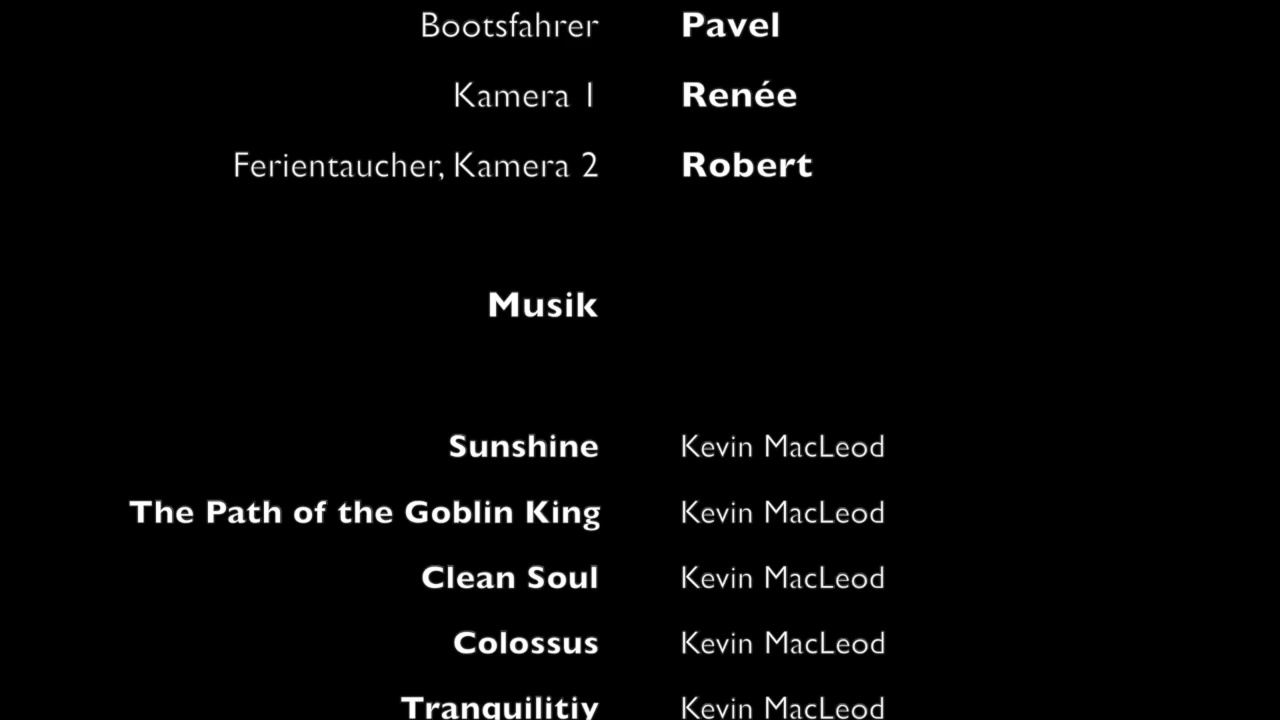 Bootsfahrer Pavel
Kamera 1 Renée
Ferientaucher, Kamera 2 Robert
Musik
Sunshine Kevin MacLeod
The Path of the Goblin King Kevin MacLeod
Clean Soul Kevin MacLeod
Colossus Kevin MacLeod
Tranquilitiy Kevin MacLeod